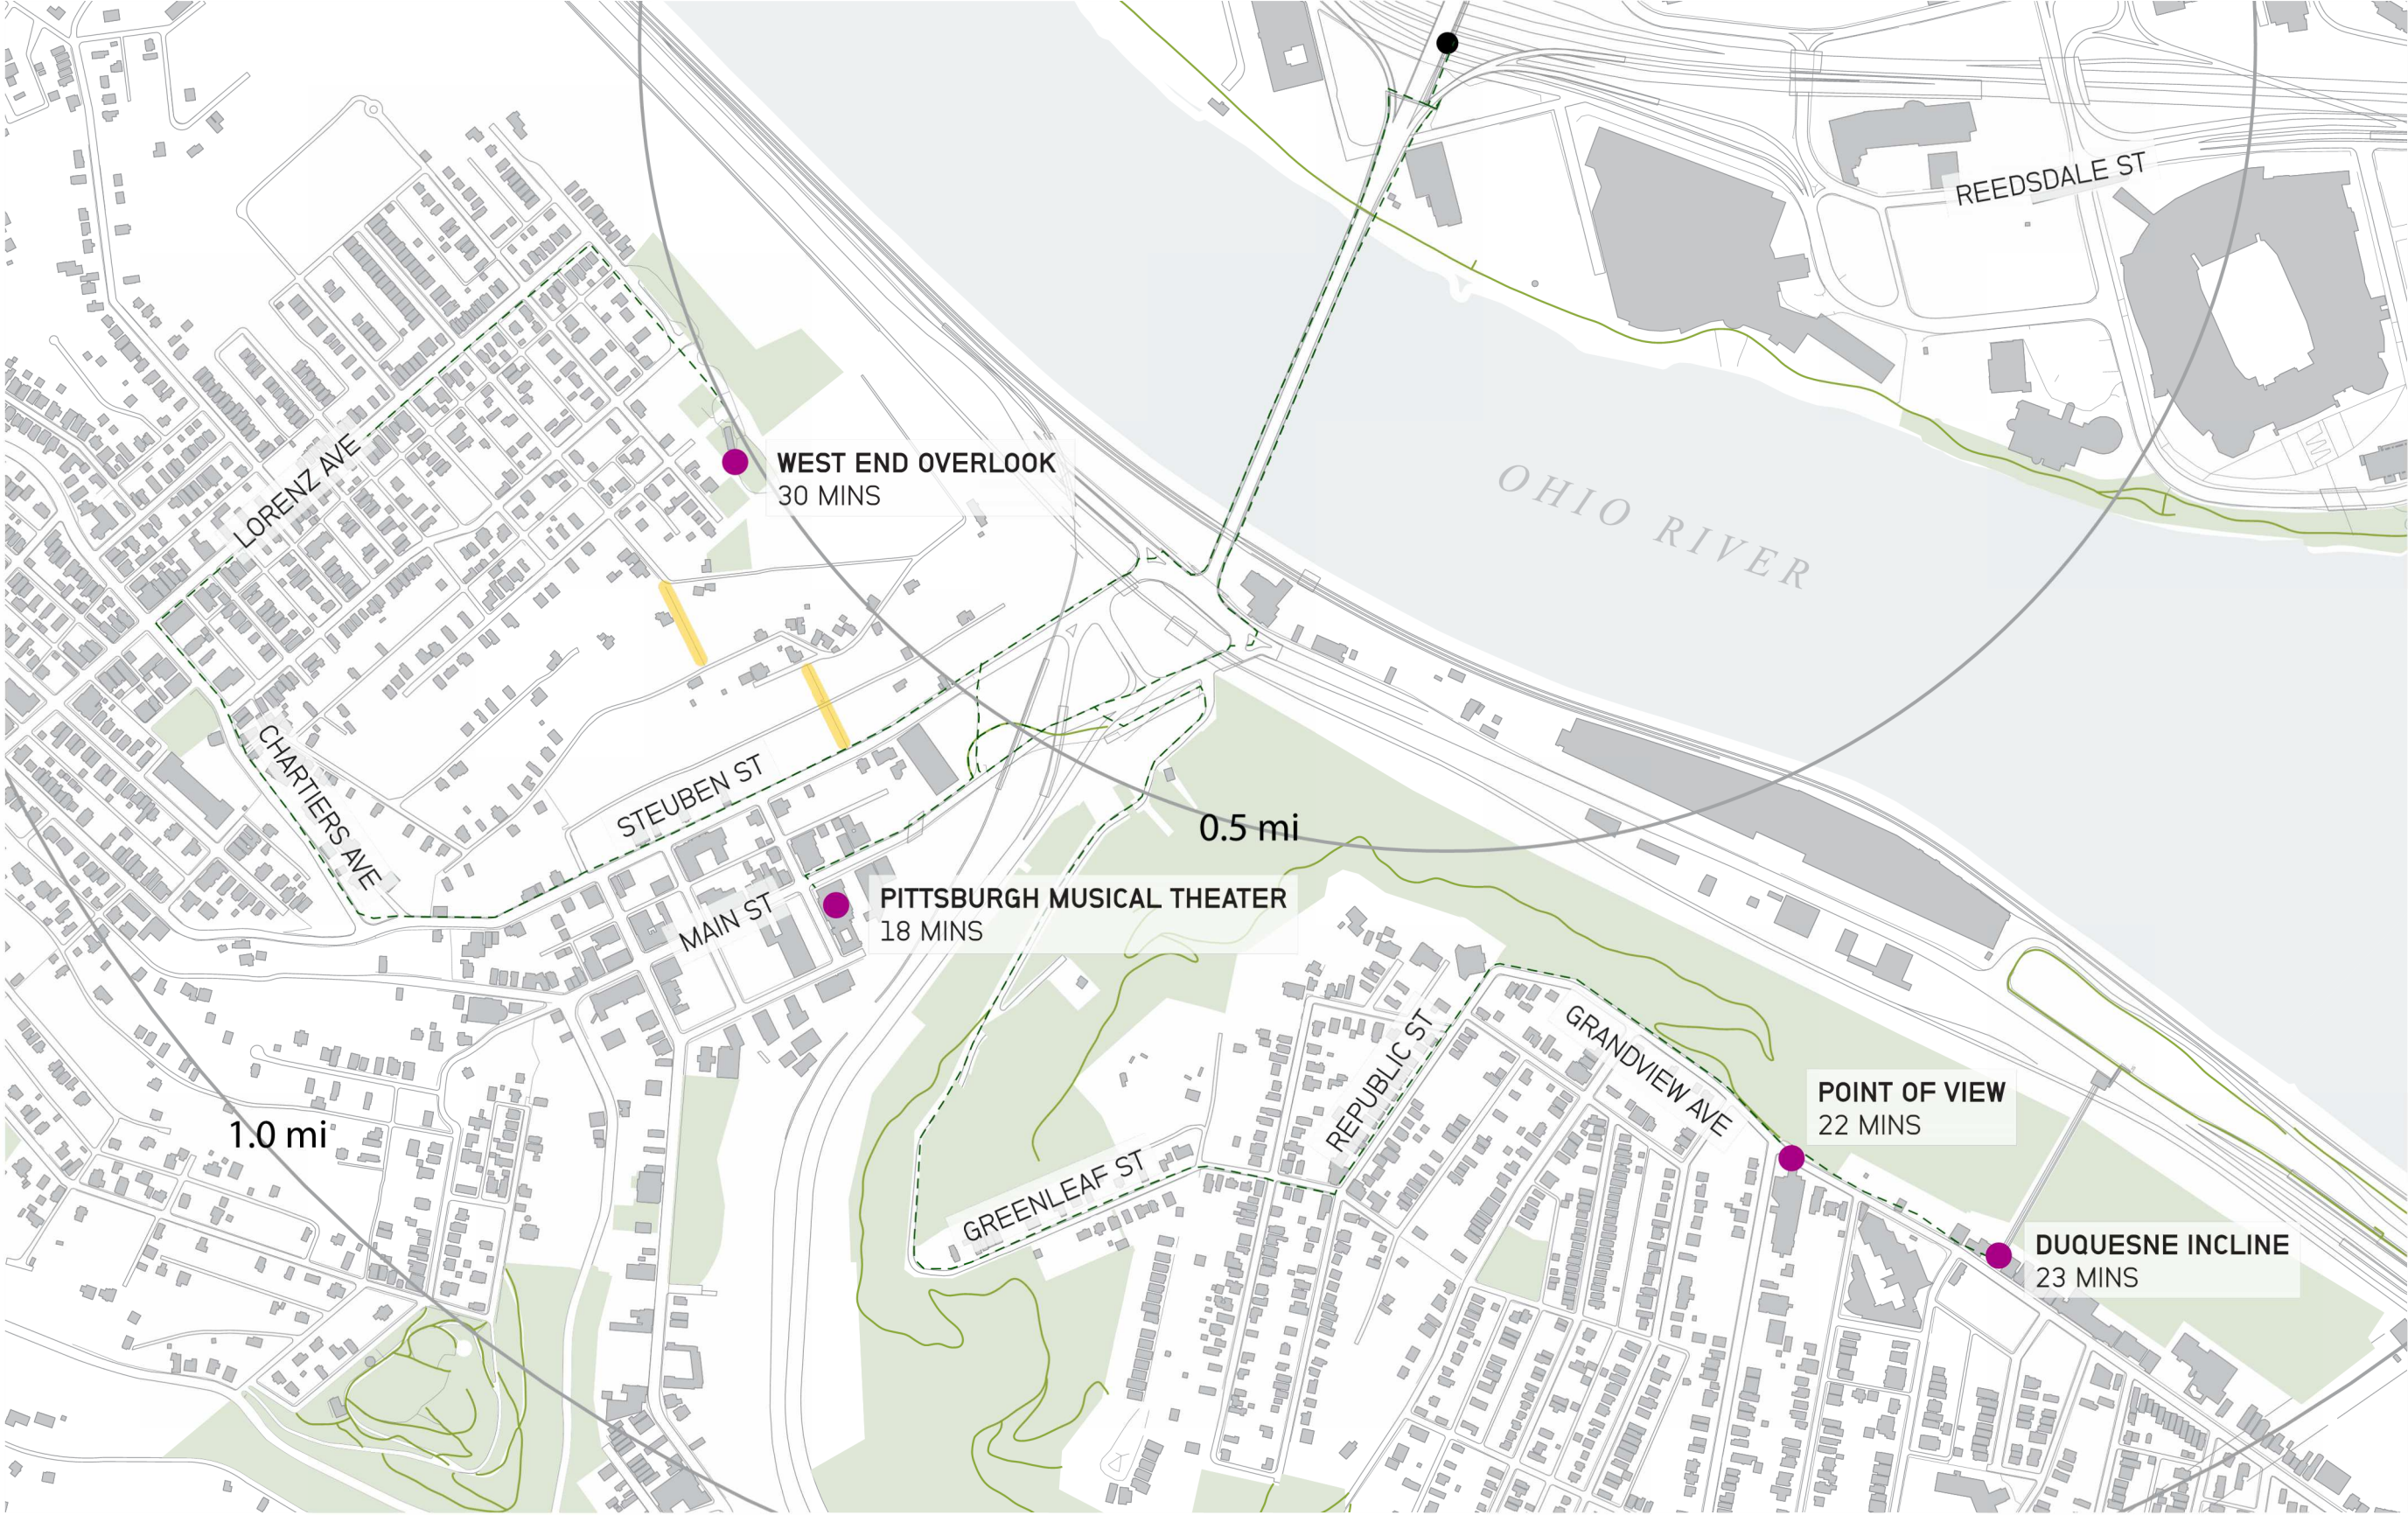 REEDSDALE ST
LORENZ AVE
WEST END OVERLOOK
30 MINS
OHIO RIVER
CHARTIERS AVE
STEUBEN ST
0.5 mi
MAIN ST
PITTSBURGH MUSICAL THEATER
18 MINS
REPUBLIC ST
GRANDVIEW AVE
POINT OF VIEW
22 MINS
1.0 mi
GREENLEAF ST
DUQUESNE INCLINE
23 MINS